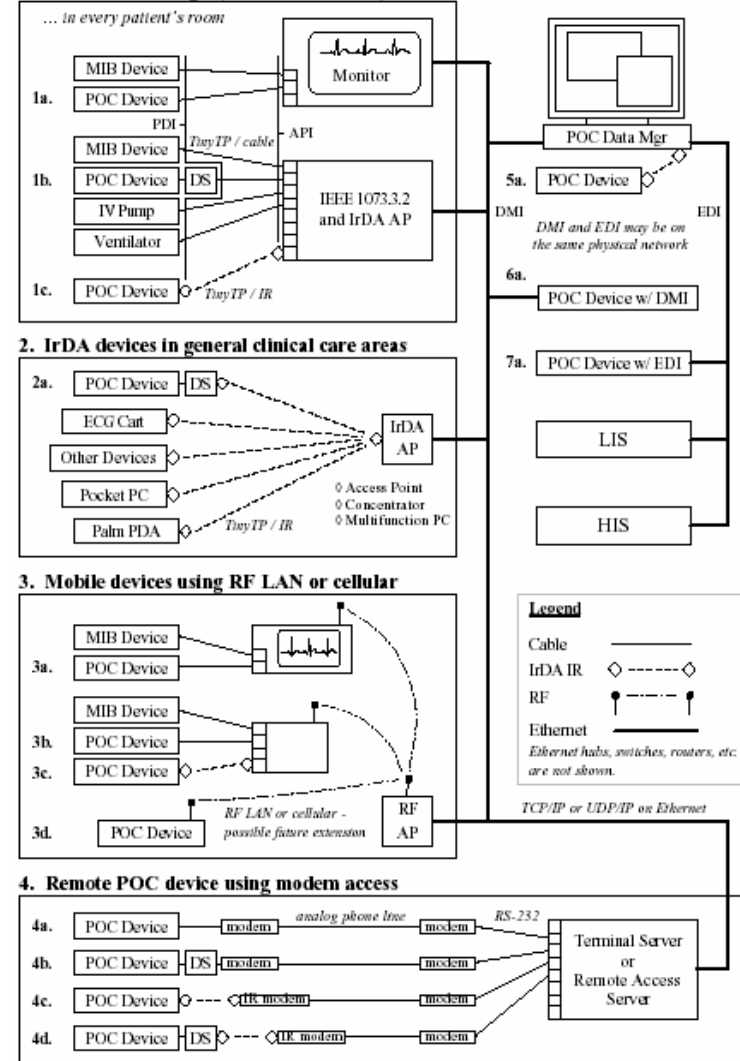 ... in every patient's room
MIB Device
Monitor
1a.
POC Device
PDI
API
TinyTP / cable
MIB Device
1b.
POC Device
DS
IEEE 1073.3.2
and IrDA AP
IV Pump
Ventilator
1c.
POC Device
TinyTP / IR
POC Data Mgr
5a.
POC Device
DMI
EDI
DMI and EDI may be on
the same physical network
6a.
POC Device w/ DMI
7a.
POC Device w/ EDI
LIS
HIS
2. IrDA devices in general clinical care areas
2a.
POC Device
DS
ECG Cart
IrDA
AP
Other Devices
Pocket PC
◊ Access Point
◊ Concentrator
◊ Multifunction PC
Palm PDA
TinyTP / IR
3. Mobile devices using RF LAN or cellular
MIB Device
3a.
POC Device
MIB Device
3b.
POC Device
3c.
POC Device
3d.
POC Device
RF LAN or cellular -
possible future extension
RF
AP
Legend
Cable
IrDA IR
RF
Ethernet
Ethernet hubs, switches, routers, etc.
are not shown.
TCP/IP or UDP/IP on Ethernet
4. Remote POC device using modem access
4a.
POC Device
modem
analog phone line
modem
RS-232
4b.
POC Device
DS
modem
modem
4c.
POC Device
IR modem
modem
4d.
POC Device
DS
IR modem
modem
Terminal Server
or
Remote Access
Server